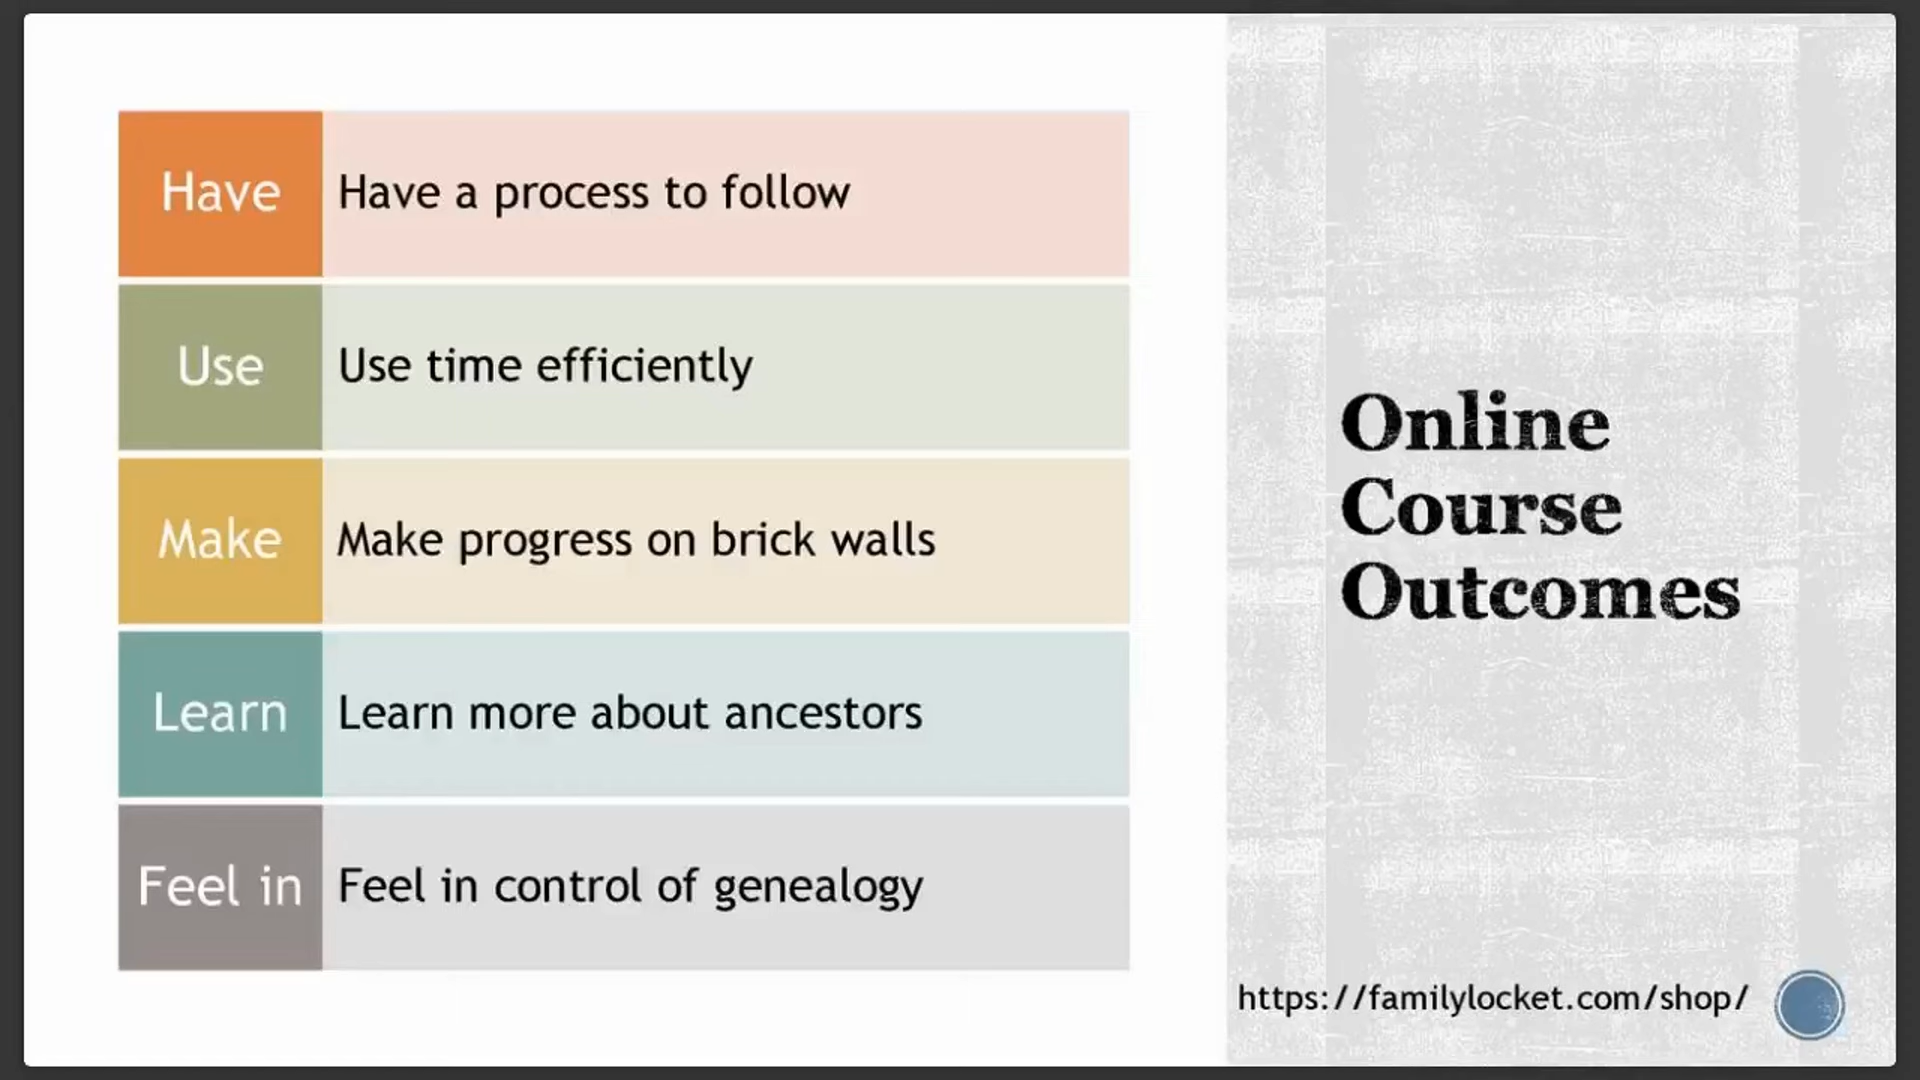 Have
Have a process to follow
Use
Use time efficiently
Make
Make progress on brick walls
Learn
Learn more about ancestors
Feel in
Feel in control of genealogy
Online
Course
Outcomes
https://familylocket.com/shop/